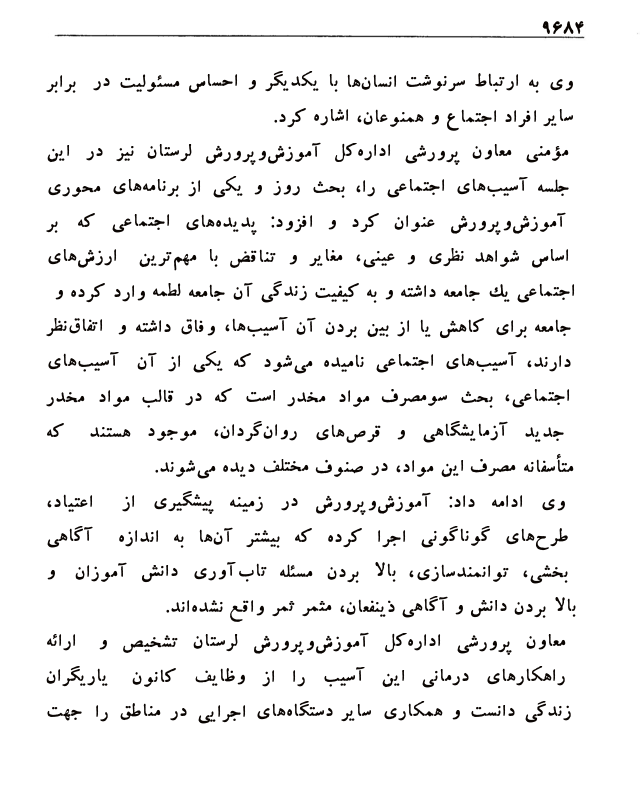 ۹۶۸۴
وی به ارتباط سرنوشت انسان‌ها با یکدیگر و احساس مسئولیت در برابر
سایر افراد اجتماع و همنوعان، اشاره کرد.
مؤمنی معاون پرورشی اداره‌کل آموزش‌وپرورش لرستان نیز در این
جلسه آسیب‌های اجتماعی را، بحث روز و یکی از برنامه‌های محوری
آموزش‌وپرورش عنوان کرد و افزود: پدیده‌های اجتماعی که بر
اساس شواهد نظری و عینی، مغایر و تناقض با مهم‌ترین ارزش‌های
اجتماعی یك جامعه داشته و به کیفیت زندگی آن جامعه لطمه وارد کرده و
جامعه برای کاهش یا از بین بردن آن آسیب‌ها، وفاق داشته و اتفاق‌نظر
دارند، آسیب‌های اجتماعی نامیده می‌شود که یکی از آن آسیب‌های
اجتماعی، بحث سومصرف مواد مخدر است که در قالب مواد مخدر
جدید آزمایشگاهی و قرص‌های روان‌گردان، موجود هستند که
متأسفانه مصرف این مواد، در صنوف مختلف دیده می‌شوند.
وی ادامه داد: آموزش‌وپرورش در زمینه پیشگیری از اعتیاد،
طرح‌های گوناگونی اجرا کرده که بیشتر آن‌ها به اندازه آگاهی
بخشی، توانمندسازی، بالا بردن مسئله تاب‌آوری دانش آموزان و
بالا بردن دانش و آگاهی ذینفعان، مثمر ثمر واقع نشده‌اند.
معاون پرورشی اداره‌کل آموزش‌وپرورش لرستان تشخیص و ارائه
راهکارهای درمانی این آسیب را از وظایف کانون یاریگران
زندگی دانست و همکاری سایر دستگاه‌های اجرایی در مناطق را جهت